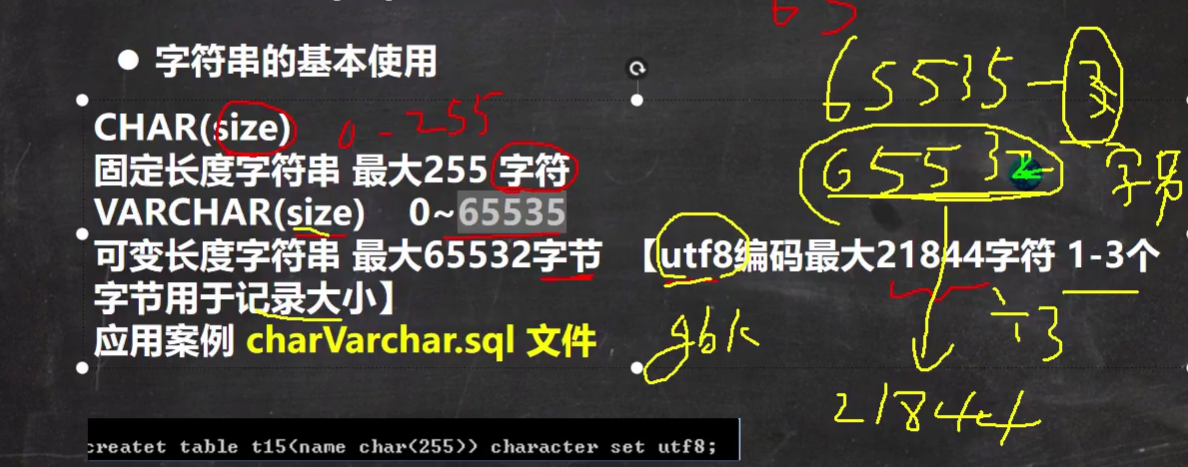 63
● 字符串的基本使用
65535-3
CHAR(size) 0-255
固定长度字符串 最大255 字符
65532 字节
VARCHAR(size) 0~65535
可变长度字符串 最大65532字节 【utf8编码最大21844字符 1-3个
字节用于记录大小】
÷3
gbk
应用案例 charVarchar.sql 文件
21844
createt table t15(name char(255)) character set utf8;